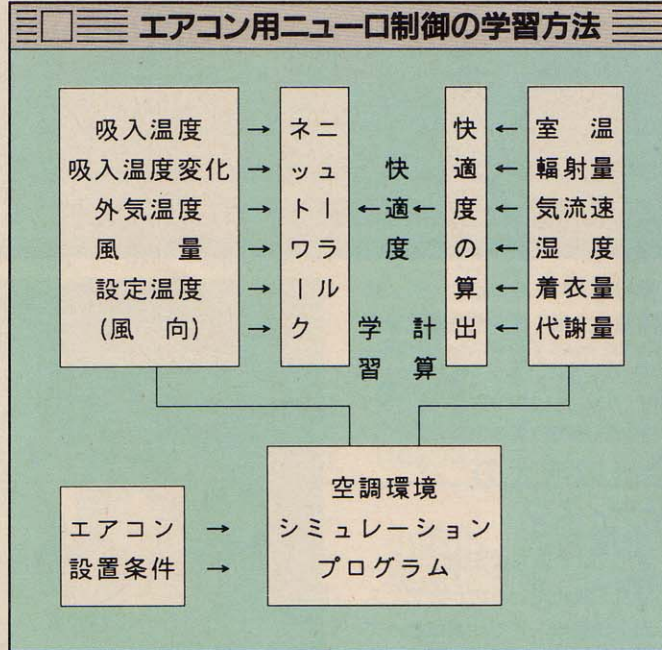 エアコン用ニューロ制御の学習方法
吸入温度 →
吸入温度変化 →
外気温度 →
風量 →
設定温度 →
(風向) →
ニューラル
ネットワーク
←快適度←
学習
計算
快適度の算出
← 室温
← 輻射量
← 気流速
← 湿度
← 着衣量
← 代謝量
エアコン →
設置条件 →
空調環境
シミュレーション
プログラム